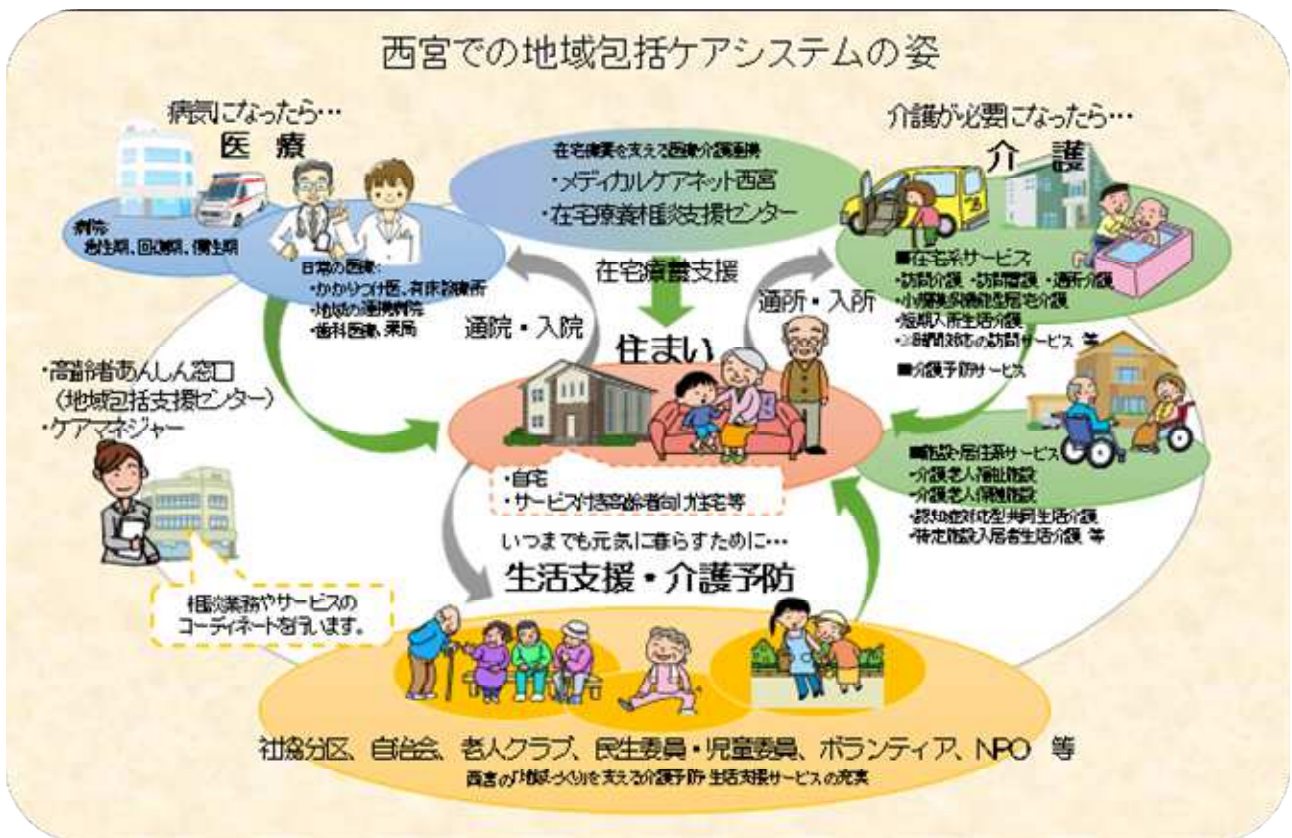 西宮での地域包括ケアシステムの姿
病気になったら…
医療
病院:
急性期、回復期、慢性期
日常の医療:
・かかりつけ医、有床診療所
・地域の連携病院
・歯科医療、薬局
在宅療養を支える医療・介護連携
・メディカルケアネット西宮
・在宅療養相談支援センター
在宅療養支援
介護が必要になったら…
介護
■在宅系サービス
・訪問介護 ・訪問看護 ・通所介護
・小規模多機能型居宅介護
・短期入所生活介護
・24時間対応の訪問サービス 等
■介護予防サービス
通院・入院
通所・入所
住まい
・自宅
・サービス付き高齢者向け住宅等
・高齢者あんしん窓口
(地域包括支援センター)
・ケアマネジャー
相談業務やサービスの
コーディネートを行います。
■施設・居住系サービス
・介護老人福祉施設
・介護老人保健施設
・認知症対応型共同生活介護
・特定施設入居者生活介護 等
いつまでも元気に暮らすために…
生活支援・介護予防
社協分区、自治会、老人クラブ、民生委員・児童委員、ボランティア、NPO 等
西宮の「地域づくり」を支える介護予防・生活支援サービスの充実